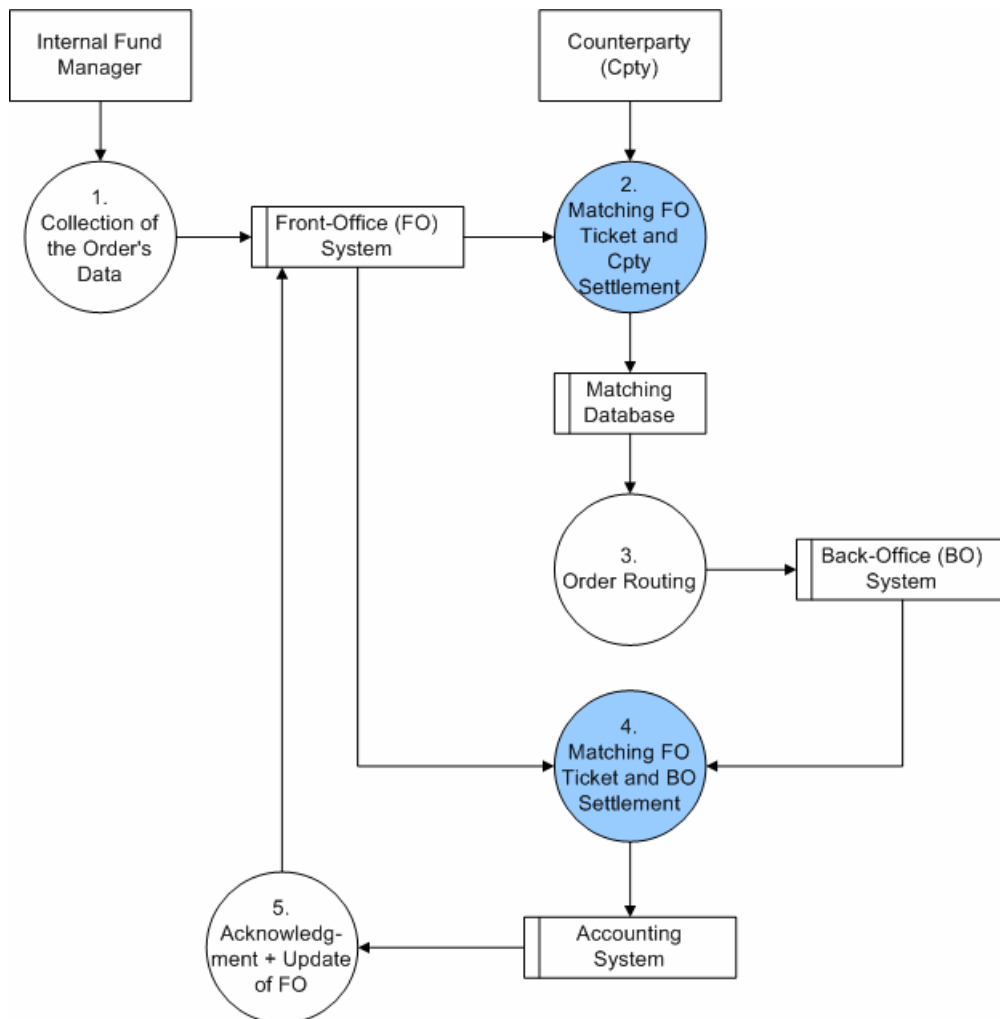 Internal Fund
Manager
Counterparty
(Cpty)
1.
Collection of
the Order's
Data
Front-Office (FO)
System
2.
Matching FO
Ticket and
Cpty
Settlement
Matching
Database
3.
Order Routing
Back-Office (BO)
System
4.
Matching FO
Ticket and BO
Settlement
5.
Acknowledg-
ment + Update
of FO
Accounting
System